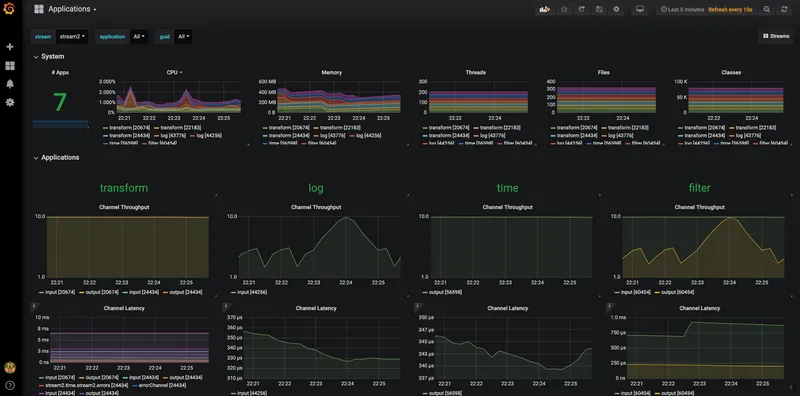 Applications
Last 5 minutes Refresh every 10s
stream stream2 application All guid All
Streams
System
# Apps
7
CPU
3.000%
2.000%
1.000%
0%
22:21 22:22 22:23 22:24 22:25
transform [20674] transform [22183]
transform [24434] log [43776] log [44256]
time [56598] filter [60454]
Memory
600 MB
400 MB
200 MB
0 B
22:21 22:22 22:23 22:24 22:25
transform [20674] transform [22183]
transform [24434] log [43776] log [44256]
Threads
300
200
100
0
22:22 22:24
transform [20674] transform [22183]
transform [24434] log [43776]
log [44256] time [56598] filter [60454]
Files
400
300
200
100
0
22:22 22:24
transform [20674] transform [22183]
transform [24434] log [43776]
log [44256] time [56598] filter [60454]
Classes
100 K
50 K
0
22:22 22:24
transform [20674] transform [22183]
transform [24434] log [43776]
log [44256] time [56598] filter [60454]
Applications
transform
log
time
filter
Channel Throughput
10.0
1.0
22:21 22:22 22:23 22:24 22:25
input [20674] output [20674] input [24434] output [24434]
Channel Throughput
10.0
1.0
22:21 22:22 22:23 22:24 22:25
input [44256]
Channel Throughput
10.0
1.0
22:21 22:22 22:23 22:24 22:25
output [56598]
Channel Throughput
10.0
1.0
22:21 22:22 22:23 22:24 22:25
input [60454] output [60454]
Channel Latency
10 ms
8 ms
5 ms
3 ms
0 ns
22:21 22:22 22:23 22:24 22:25
input [20674] output [20674] input [24434]
stream2.time.stream2.errors [24434] errorChannel [24434]
input [24434] output [24434]
Channel Latency
370 µs
360 µs
350 µs
340 µs
330 µs
320 µs
310 µs
22:21 22:22 22:23 22:24 22:25
input [44256]
Channel Latency
350 µs
347 µs
345 µs
342 µs
340 µs
337 µs
22:21 22:22 22:23 22:24 22:25
output [56598]
Channel Latency
1.0 ms
750 µs
500 µs
250 µs
0 ns
22:21 22:22 22:23 22:24 22:25
input [60454] output [60454]